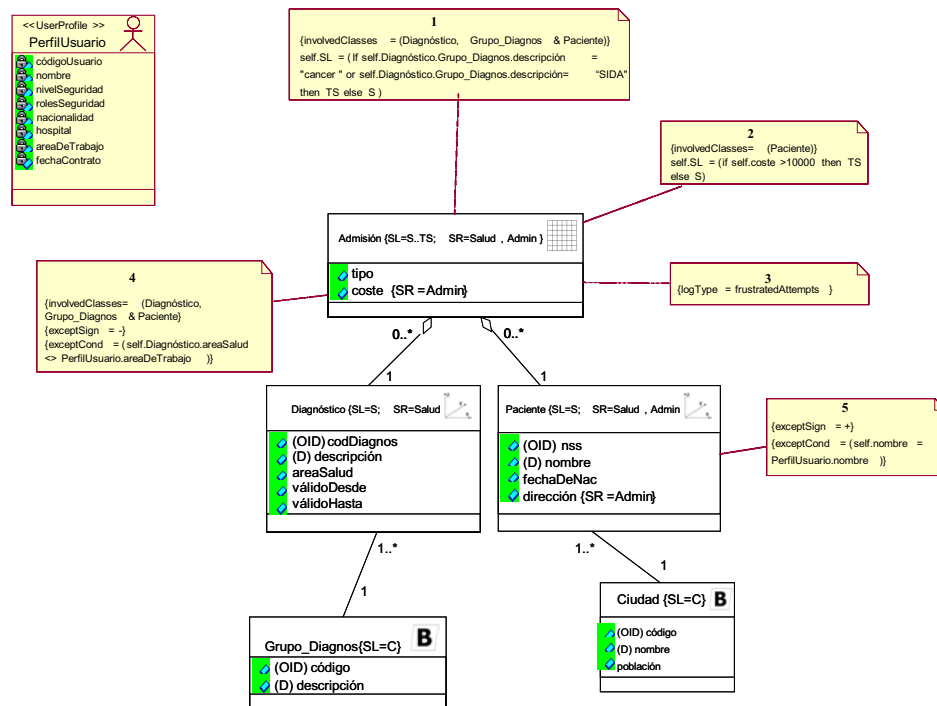 <<UserProfile >>
PerfilUsuario
códigoUsuario
nombre
nivelSeguridad
rolesSeguridad
nacionalidad
hospital
areaDeTrabajo
fechaContrato
1
{involvedClasses = (Diagnóstico, Grupo_Diagnos & Paciente)}
self.SL = ( If self.Diagnóstico.Grupo_Diagnos.descripción =
"cancer " or self.Diagnóstico.Grupo_Diagnos.descripción= “SIDA"
then TS else S )
2
{involvedClasses= (Paciente)}
self.SL = (if self.coste >10000 then TS
else S)
Admisión {SL=S..TS; SR=Salud , Admin }
tipo
coste {SR =Admin}
3
{logType = frustratedAttempts }
4
{involvedClasses= (Diagnóstico,
Grupo_Diagnos & Paciente}
{exceptSign = -}
{exceptCond = ( self.Diagnóstico.areaSalud
<> PerfilUsuario.areaDeTrabajo )}
0..*
0..*
1
1
Diagnóstico {SL=S; SR=Salud
(OID) codDiagnos
(D) descripción
areaSalud
válidoDesde
válidoHasta
Paciente {SL=S; SR=Salud , Admin
(OID) nss
(D) nombre
fechaDeNac
dirección {SR =Admin}
5
{exceptSign = +}
{exceptCond = ( self.nombre =
PerfilUsuario.nombre )}
1..*
1
1..*
1
Grupo_Diagnos{SL=C} B
(OID) código
(D) descripción
Ciudad {SL=C} B
(OID) código
(D) nombre
población